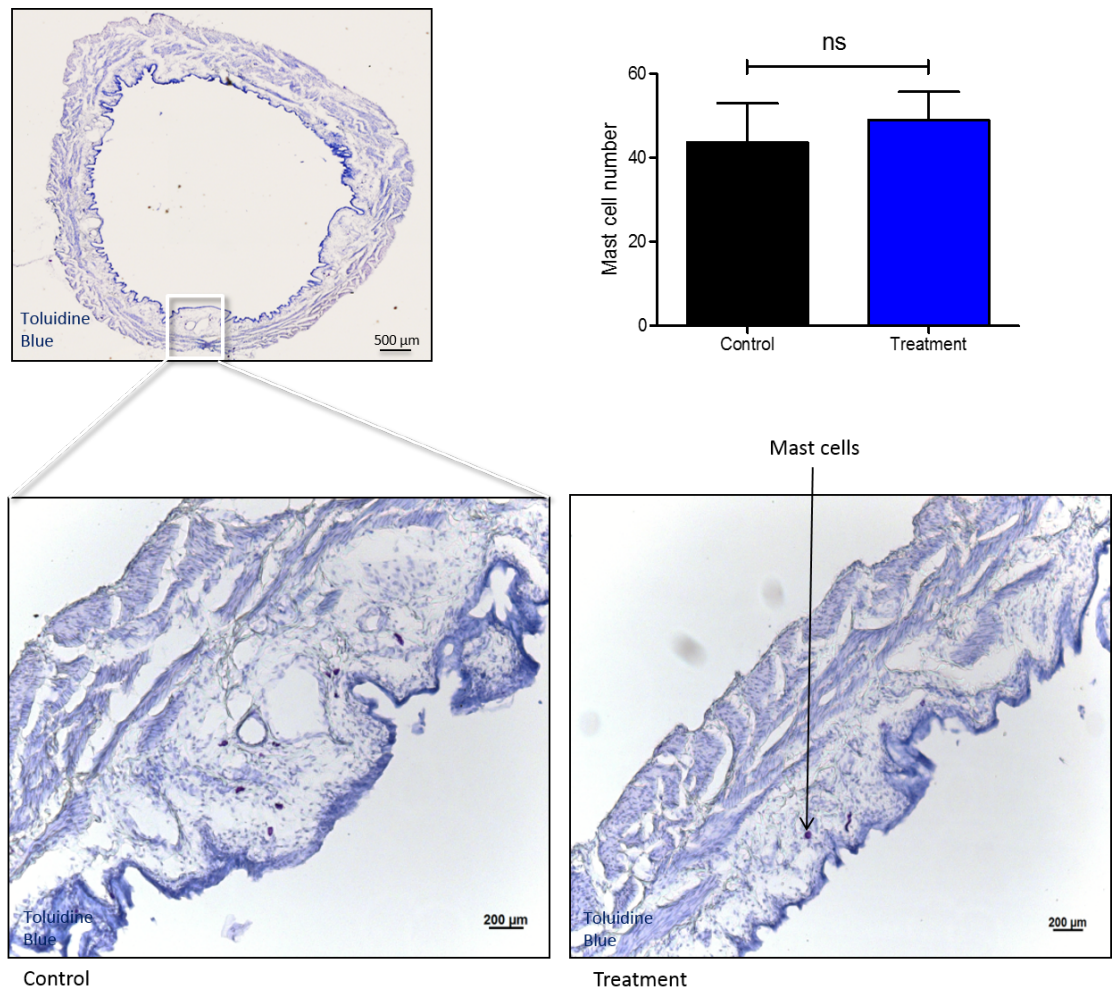 Toluidine
Blue
500 µm
ns
60
40
20
0
Mast cell number
Control
Treatment
Mast cells
Toluidine
Blue
200 µm
Control
Toluidine
Blue
200 µm
Treatment